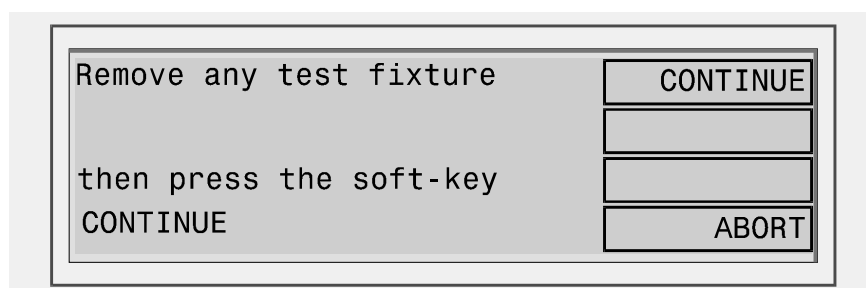 Remove any test fixture
then press the soft-key
CONTINUE
CONTINUE
ABORT